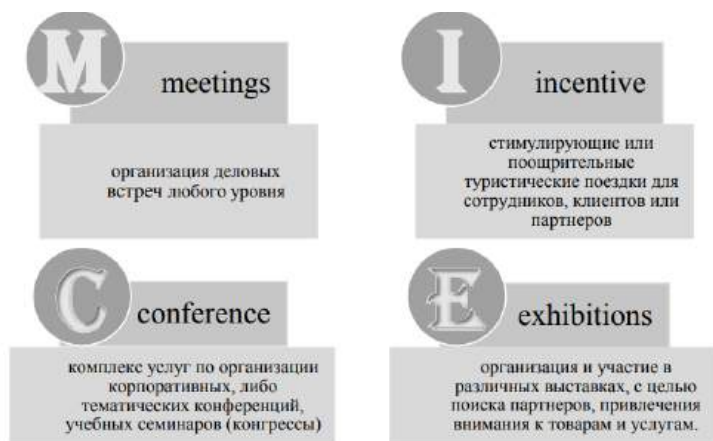 M
meetings
организация деловых
встреч любого уровня
I
incentive
стимулирующие или
поощрительные
туристические поездки для
сотрудников, клиентов или
партнеров
C
conference
комплекс услуг по организации
корпоративных, либо
тематических конференций,
учебных семинаров (конгрессы)
E
exhibitions
организация и участие в
различных выставках, с целью
поиска партнеров, привлечения
внимания к товарам и услугам.